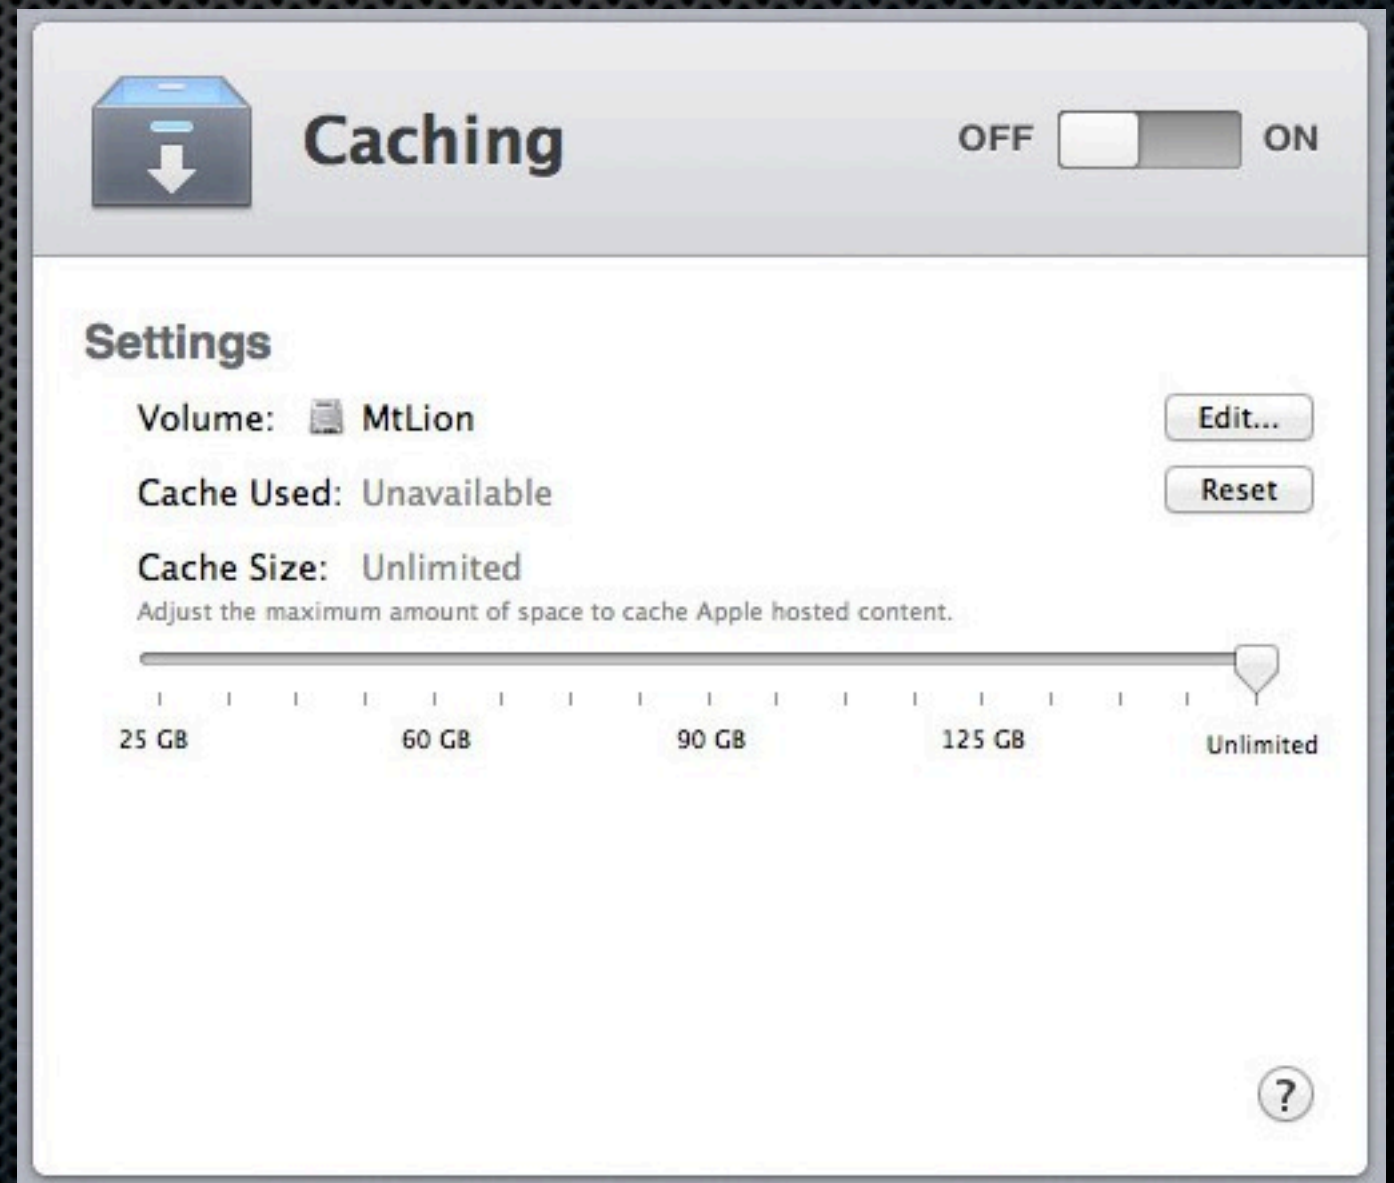 Caching
OFF ON
Settings
Volume: MtLion
Edit...
Cache Used: Unavailable
Reset
Cache Size: Unlimited
Adjust the maximum amount of space to cache Apple hosted content.
25 GB 60 GB 90 GB 125 GB Unlimited
?